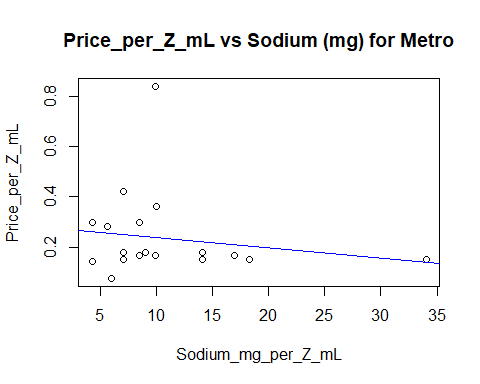 Price_per_Z_mL vs Sodium (mg) for Metro
Price_per_Z_mL
0.8
0.6
0.4
0.2
5 10 15 20 25 30 35
Sodium_mg_per_Z_mL